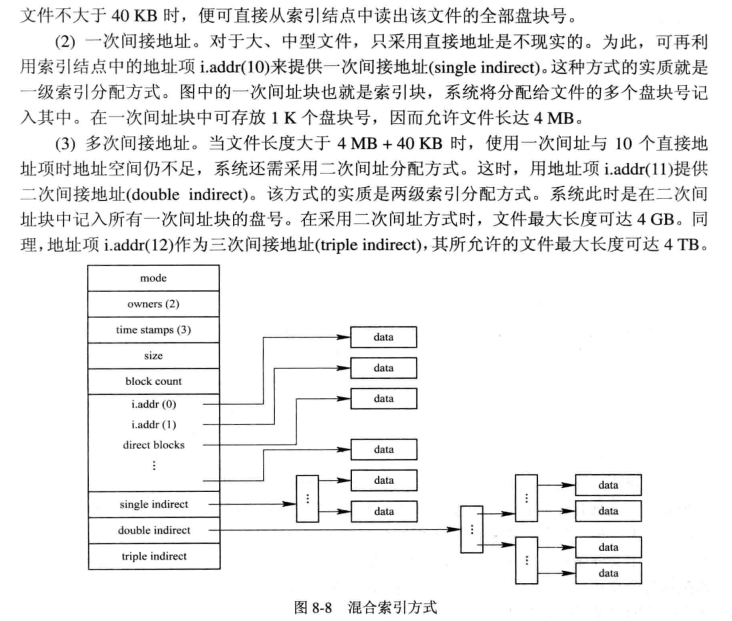 文件不大于 40 KB 时，便可直接从索引结点中读出该文件的全部盘块号。
(2) 一次间接地址。对于大、中型文件，只采用直接地址是不现实的。为此，可再利
用索引结点中的地址项 i.addr(10)来提供一次间接地址(single indirect)。这种方式的实质就是
一级索引分配方式。图中的一次间址块也就是索引块，系统将分配给文件的多个盘块号记
入其中。在一次间址块中可存放 1 K 个盘块号，因而允许文件长达 4 MB。
(3) 多次间接地址。当文件长度大于 4 MB + 40 KB 时，使用一次间址与 10 个直接地
址项时地址空间仍不足，系统还需采用二次间址分配方式。这时，用地址项 i.addr(11)提供
二次间接地址(double indirect)。该方式的实质是两级索引分配方式。系统此时是在二次间
址块中记入所有一次间址块的盘号。在采用二次间址方式时，文件最大长度可达 4 GB。同
理，地址项 i.addr(12)作为三次间接地址(triple indirect)，其所允许的文件最大长度可达 4 TB。
mode
owners (2)
time stamps (3)
size
block count
i.addr (0)
i.addr (1)
direct blocks
⋮
single indirect
double indirect
triple indirect
data
data
data
data
data
data
⋮
⋮
⋮
⋮
data
data
data
data
图 8-8 混合索引方式